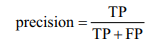 precision = TP / (TP + FP)